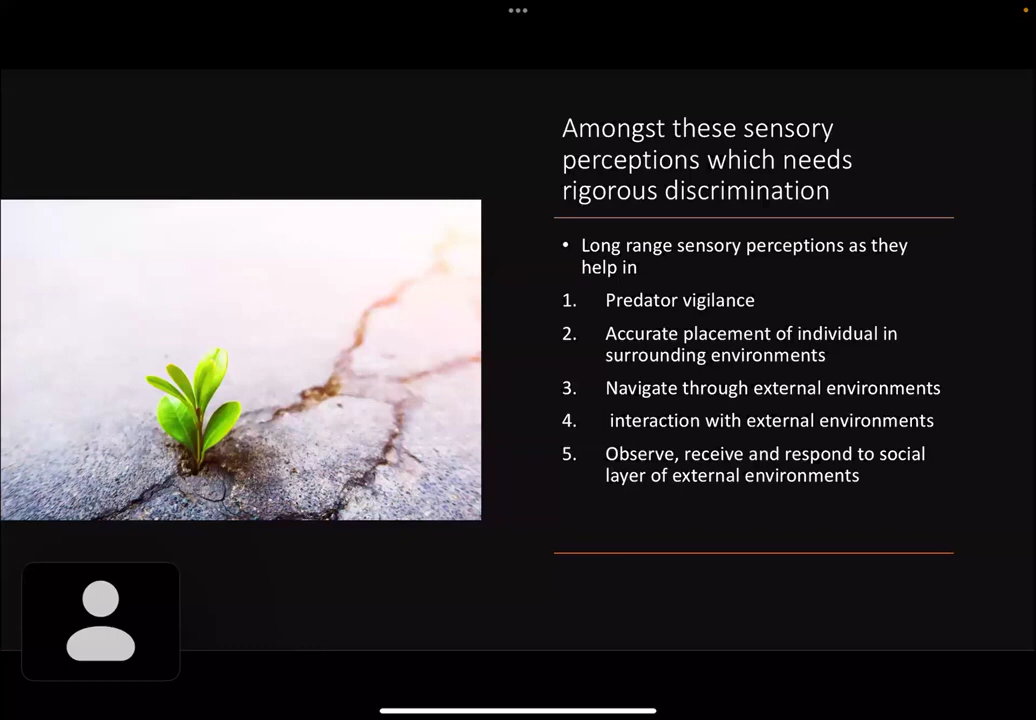 Amongst these sensory
perceptions which needs
rigorous discrimination
• Long range sensory perceptions as they
help in
1. Predator vigilance
2. Accurate placement of individual in
surrounding environments
3. Navigate through external environments
4. interaction with external environments
5. Observe, receive and respond to social
layer of external environments